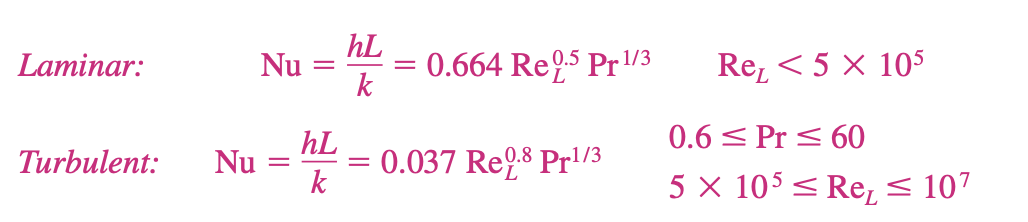 Laminar: Nu = hL/k = 0.664 Re_L^0.5 Pr^1/3 Re_L < 5 × 10^5
Turbulent: Nu = hL/k = 0.037 Re_L^0.8 Pr^1/3 0.6 ≤ Pr ≤ 60
5 × 10^5 ≤ Re_L ≤ 10^7